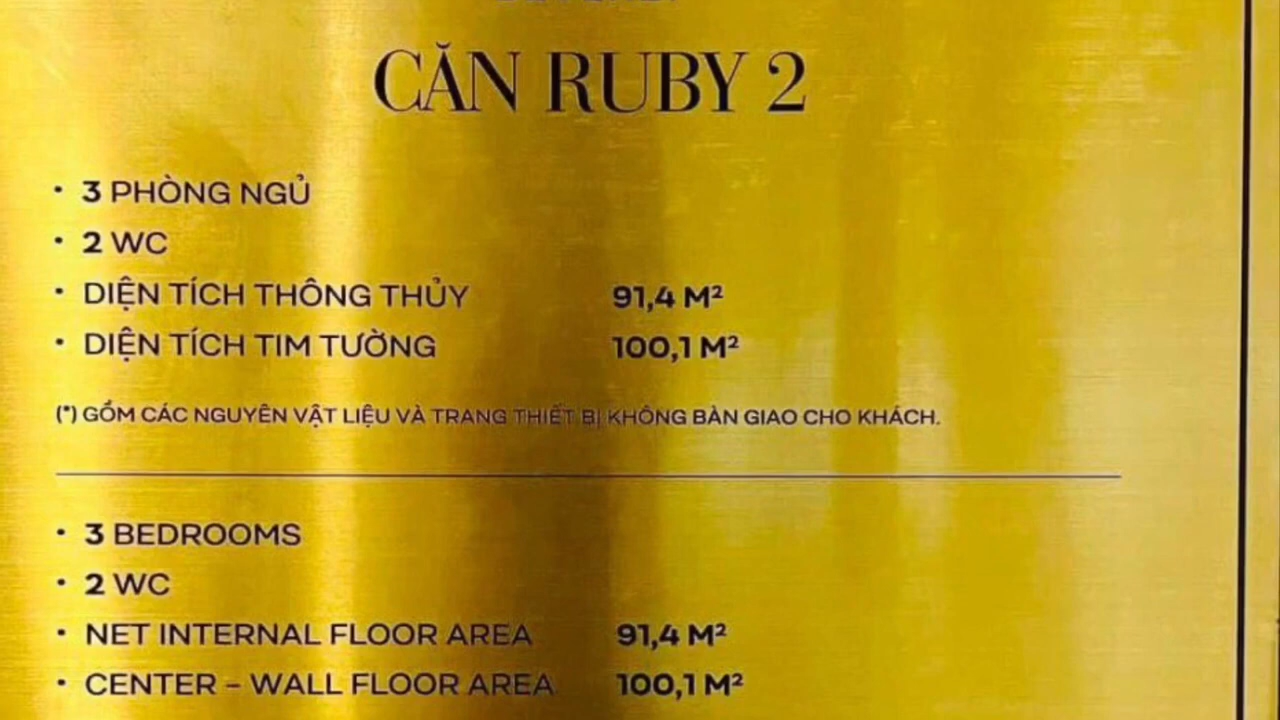 CĂN RUBY 2
• 3 PHÒNG NGỦ
• 2 WC
• DIỆN TÍCH THÔNG THỦY 91,4 M²
• DIỆN TÍCH TIM TƯỜNG 100,1 M²
(*) GỒM CÁC NGUYÊN VẬT LIỆU VÀ TRANG THIẾT BỊ KHÔNG BÀN GIAO CHO KHÁCH.
• 3 BEDROOMS
• 2 WC
• NET INTERNAL FLOOR AREA 91,4 M²
• CENTER – WALL FLOOR AREA 100,1 M²